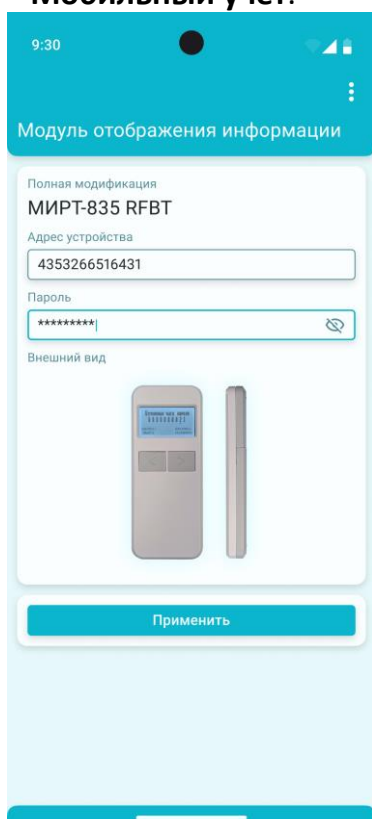 Мобильный учет.
9:30
Модуль отображения информации
Полная модификация
МИРТ-835 RFBT
Адрес устройства
4353266516431
Пароль
*********
Внешний вид
Применить